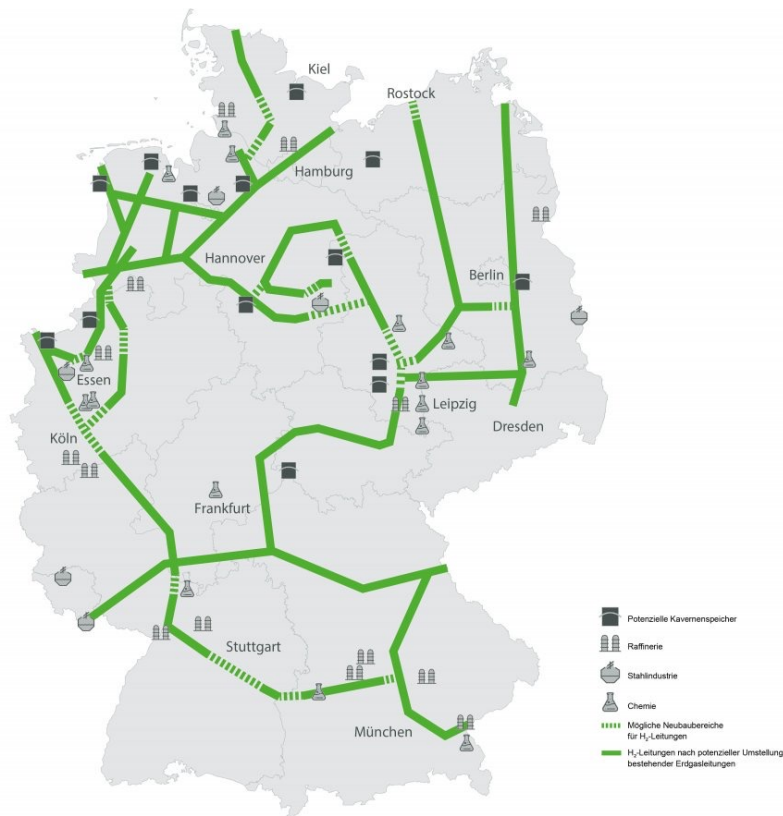 Kiel
Rostock
Hamburg
Hannover
Berlin
Essen
Leipzig
Köln
Dresden
Frankfurt
Stuttgart
München
Potenzielle Kavernenspeicher
Raffinerie
Stahlindustrie
Chemie
Mögliche Neubaubereiche
für H₂-Leitungen
H₂-Leitungen nach potenzieller Umstellung
bestehender Erdgasleitungen